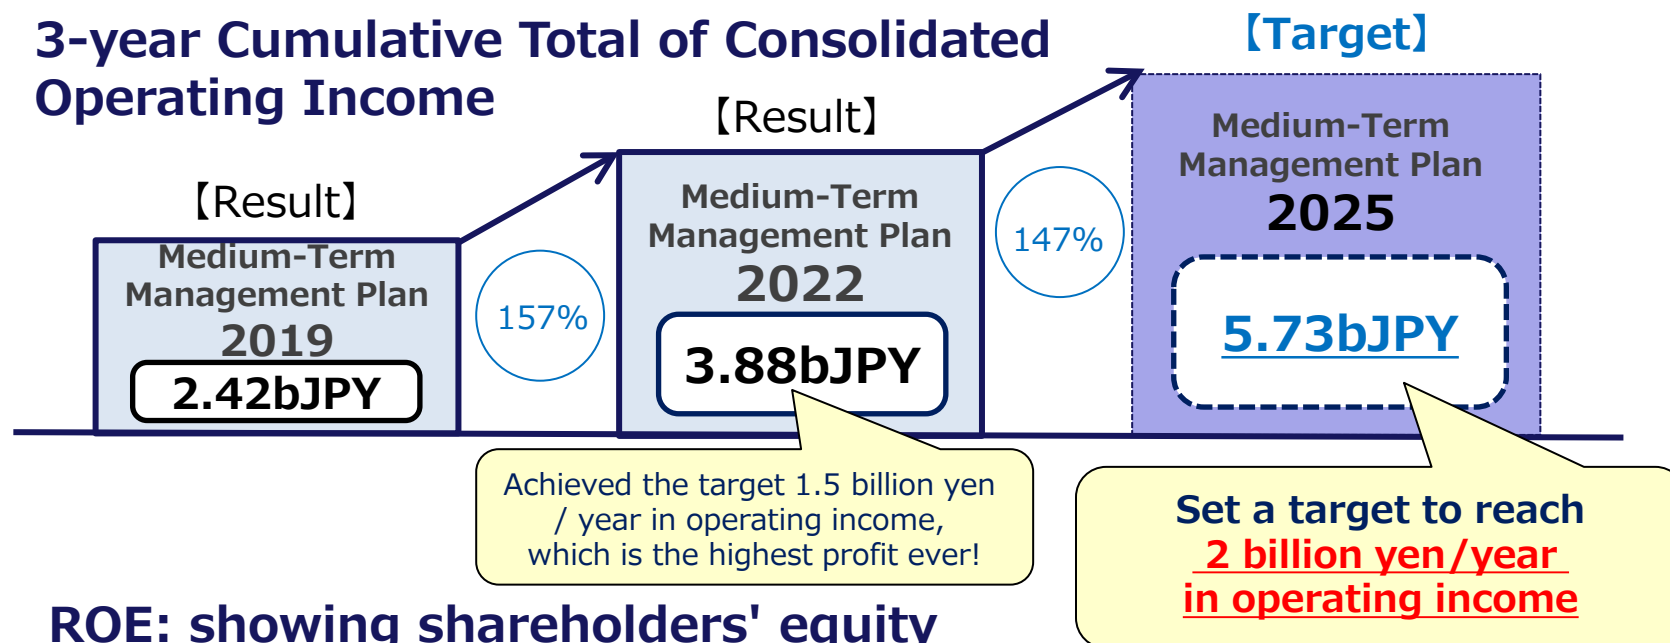 3-year Cumulative Total of Consolidated
Operating Income
【Result】
Medium-Term
Management Plan
2019
2.42bJPY
157%
【Result】
Medium-Term
Management Plan
2022
3.88bJPY
Achieved the target 1.5 billion yen
/ year in operating income,
which is the highest profit ever!
147%
【Target】
Medium-Term
Management Plan
2025
5.73bJPY
Set a target to reach
2 billion yen/year
in operating income
ROE: showing shareholders' equity